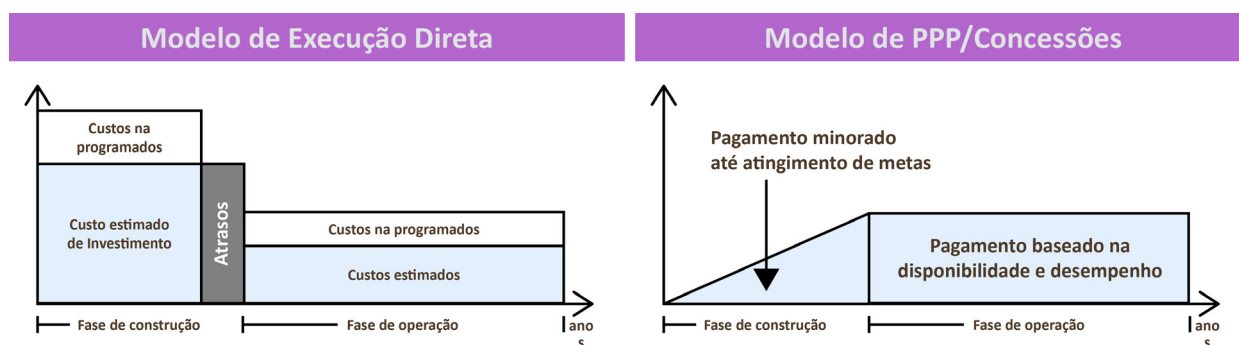 Modelo de Execução Direta
Custos na
programados
Custo estimado
de Investimento
Atrasos
Custos na programados
Custos estimados
Fase de construção
Fase de operação
ano
s
Modelo de PPP/Concessões
Pagamento minorado
até atingimento de metas
Pagamento baseado na
disponibilidade e desempenho
Fase de construção
Fase de operação
ano
s